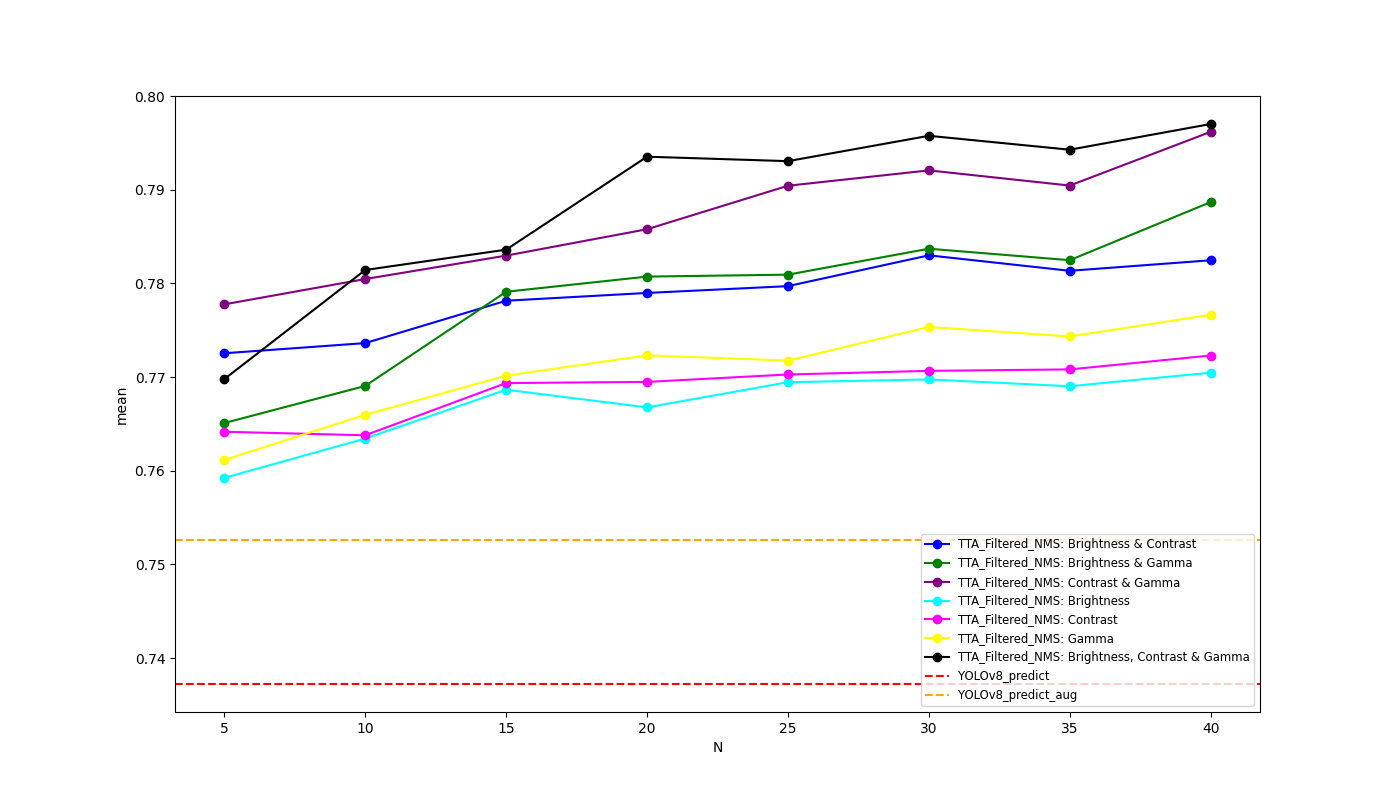 0.80
0.79
0.78
0.77
0.76
0.75
0.74
mean
5 10 15 20 25 30 35 40
N
TTA_Filtered_NMS: Brightness & Contrast
TTA_Filtered_NMS: Brightness & Gamma
TTA_Filtered_NMS: Contrast & Gamma
TTA_Filtered_NMS: Brightness
TTA_Filtered_NMS: Contrast
TTA_Filtered_NMS: Gamma
TTA_Filtered_NMS: Brightness, Contrast & Gamma
YOLOv8_predict
YOLOv8_predict_aug